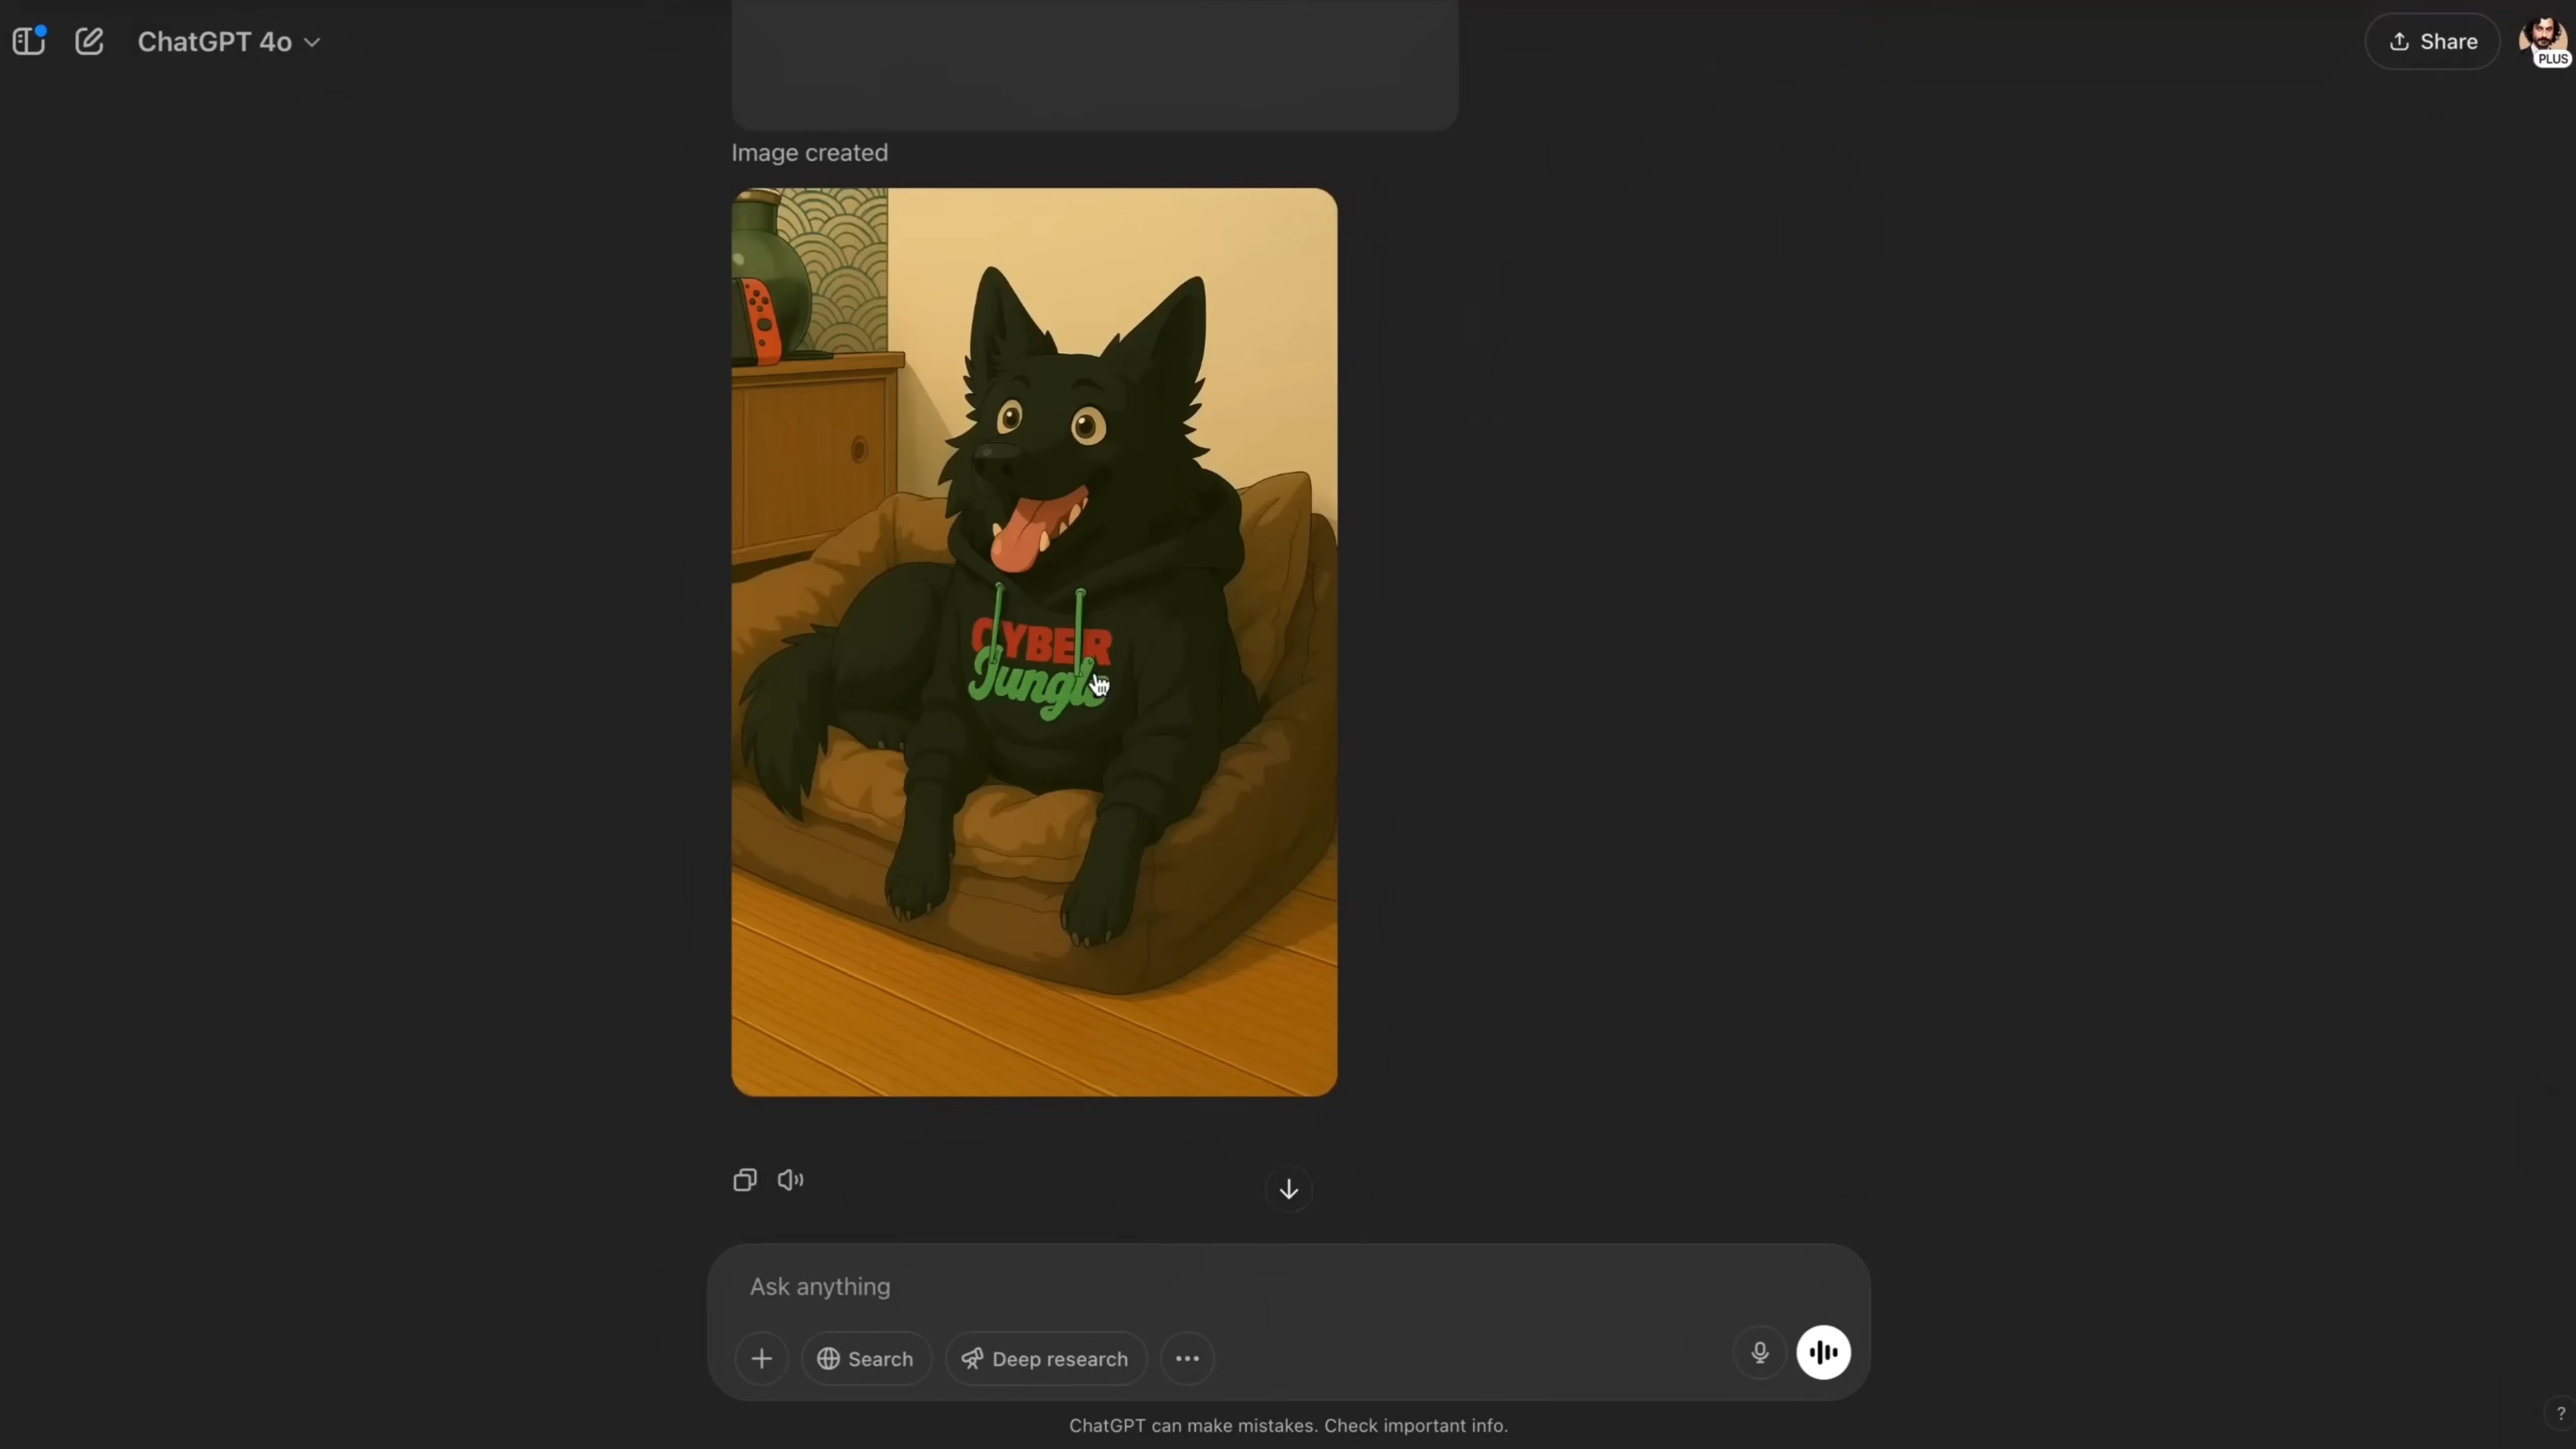 ChatGPT 4o
Share
PLUS
Image created
CYBER
Jungle
Ask anything
Search
Deep research
ChatGPT can make mistakes. Check important info.
?